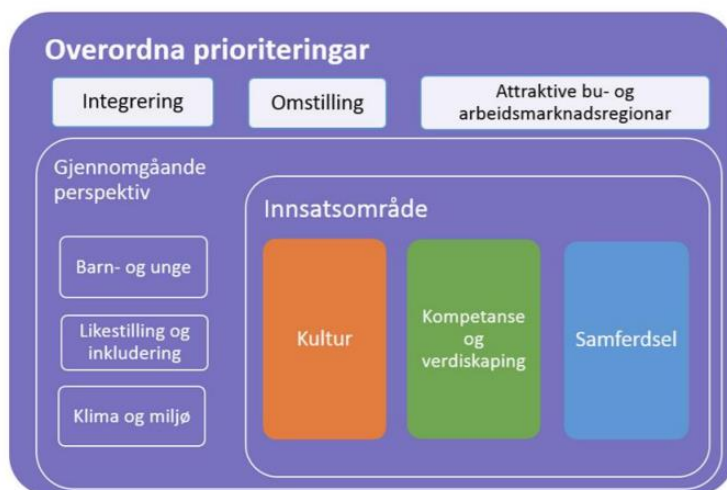 Overordna prioriteringar
Integrering
Omstilling
Attraktive bu- og
arbeidsmarknadsregionar
Gjennomgåande
perspektiv
Barn- og unge
Likestilling og
inkludering
Klima og miljø
Innsatsområde
Kultur
Kompetanse
og
verdiskaping
Samferdsel